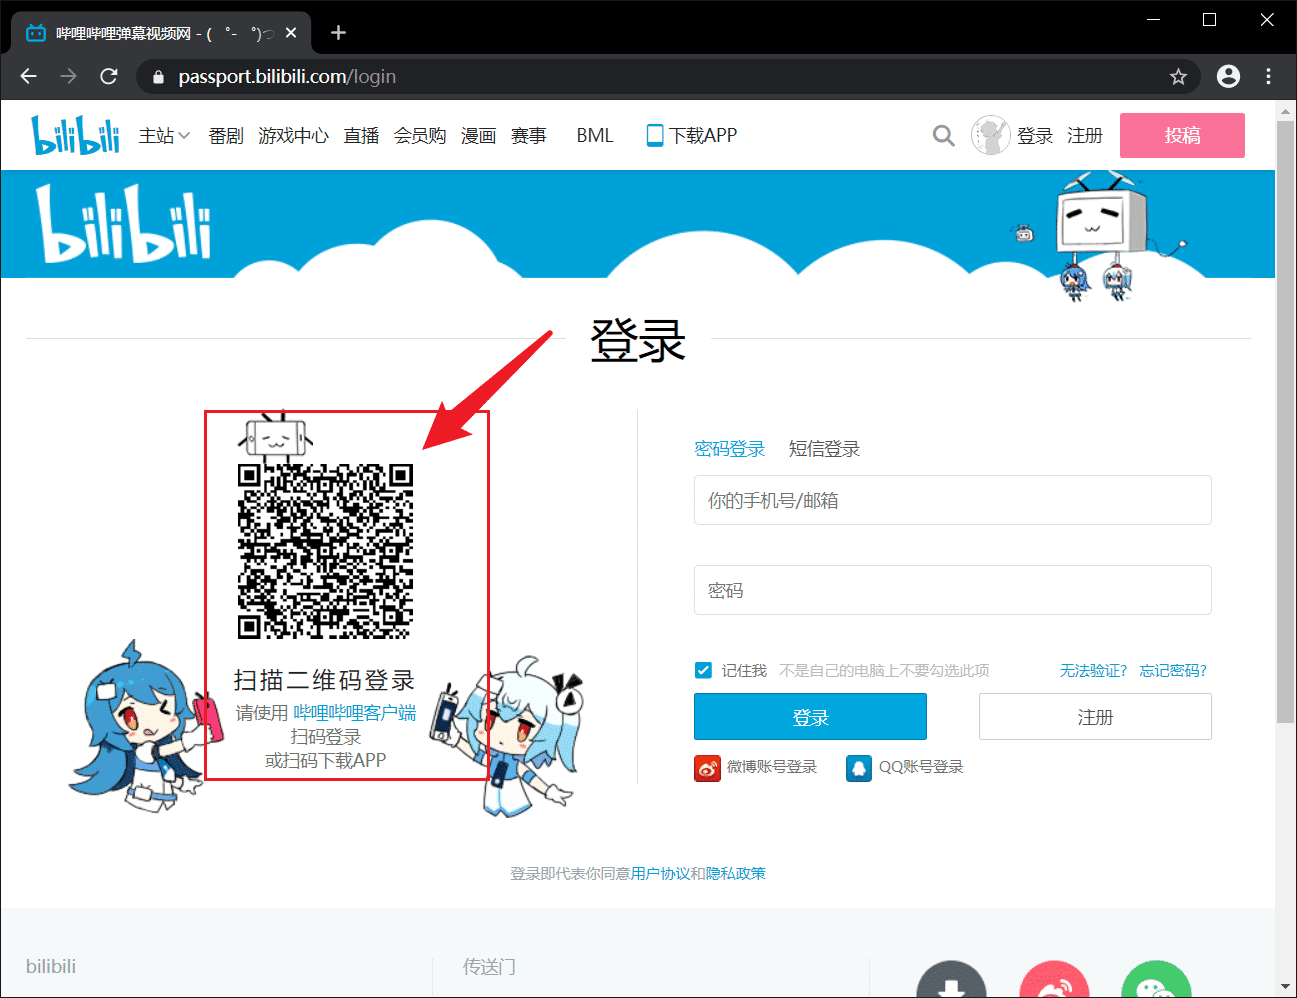 哔哩哔哩弹幕视频网 - ( ゜- ゜)つ
passport.bilibili.com/login
bilibili 主站 番剧 游戏中心 直播 会员购 漫画 赛事 BML 下载APP 登录 注册 投稿
bilibili
登录
密码登录 短信登录
你的手机号/邮箱
密码
扫描二维码登录
请使用 哔哩哔哩客户端
扫码登录
或扫码下载APP
记住我 不是自己的电脑上不要勾选此项 无法验证? 忘记密码?
登录 注册
微博账号登录 QQ账号登录
登录即代表你同意用户协议和隐私政策
bilibili 传送门